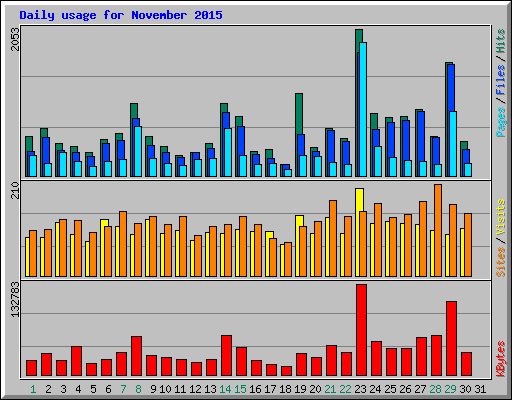 Daily usage for November 2015
2053
Pages / Files / Hits
210
Sites / Visits
132783
KBytes
1 2 3 4 5 6 7 8 9 10 11 12 13 14 15 16 17 18 19 20 21 22 23 24 25 26 27 28 29 30 31